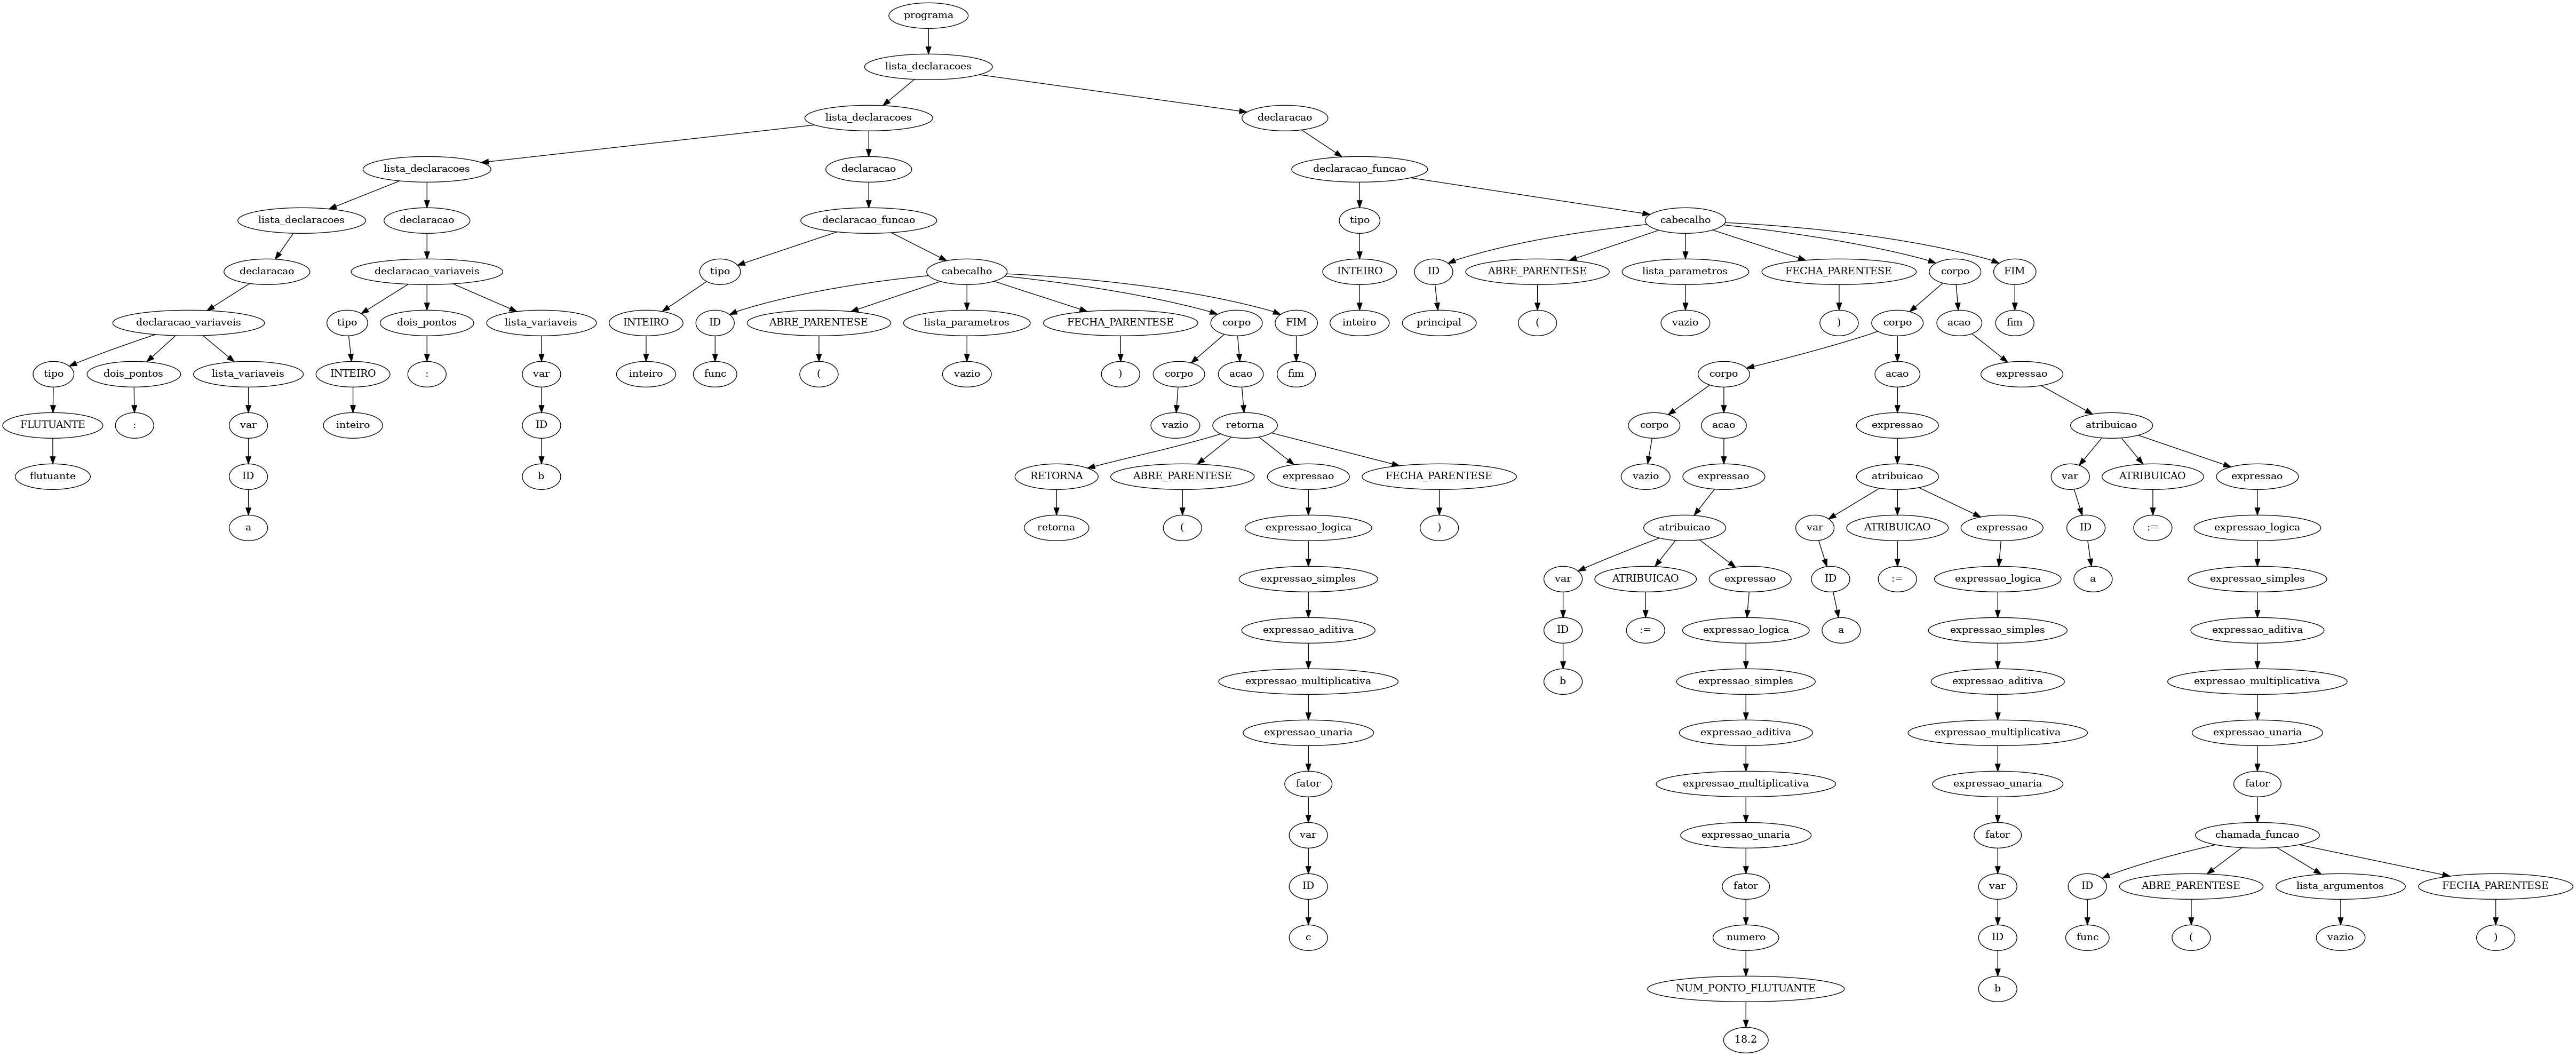 programa
lista_declaracoes
lista_declaracoes declaracao
lista_declaracoes declaracao declaracao_funcao
lista_declaracoes declaracao declaracao_funcao tipo cabecalho
declaracao declaracao_variaveis tipo cabecalho INTEIRO ID ABRE_PARENTESE lista_parametros FECHA_PARENTESE corpo FIM
declaracao_variaveis tipo dois_pontos lista_variaveis INTEIRO ID ABRE_PARENTESE lista_parametros FECHA_PARENTESE corpo FIM inteiro principal ( vazio ) corpo acao fim
tipo dois_pontos lista_variaveis INTEIRO : var inteiro func ( vazio ) corpo acao fim corpo acao expressao
FLUTUANTE : var inteiro ID vazio retorna corpo acao expressao atribuicao
flutuante ID b RETORNA ABRE_PARENTESE expressao FECHA_PARENTESE vazio expressao atribuicao var ATRIBUICAO expressao
a retorna ( expressao_logica ) atribuicao var ATRIBUICAO expressao ID := expressao_logica
expressao_simples var ATRIBUICAO expressao ID := expressao_logica a expressao_simples
expressao_aditiva ID := expressao_logica a expressao_simples expressao_aditiva
expressao_multiplicativa b expressao_simples expressao_aditiva expressao_multiplicativa
expressao_unaria expressao_aditiva expressao_multiplicativa expressao_unaria
fator expressao_multiplicativa expressao_unaria fator
var expressao_unaria fator chamada_funcao
ID fator var ID ABRE_PARENTESE lista_argumentos FECHA_PARENTESE
c numero ID func ( vazio )
NUM_PONTO_FLUTUANTE b
18.2